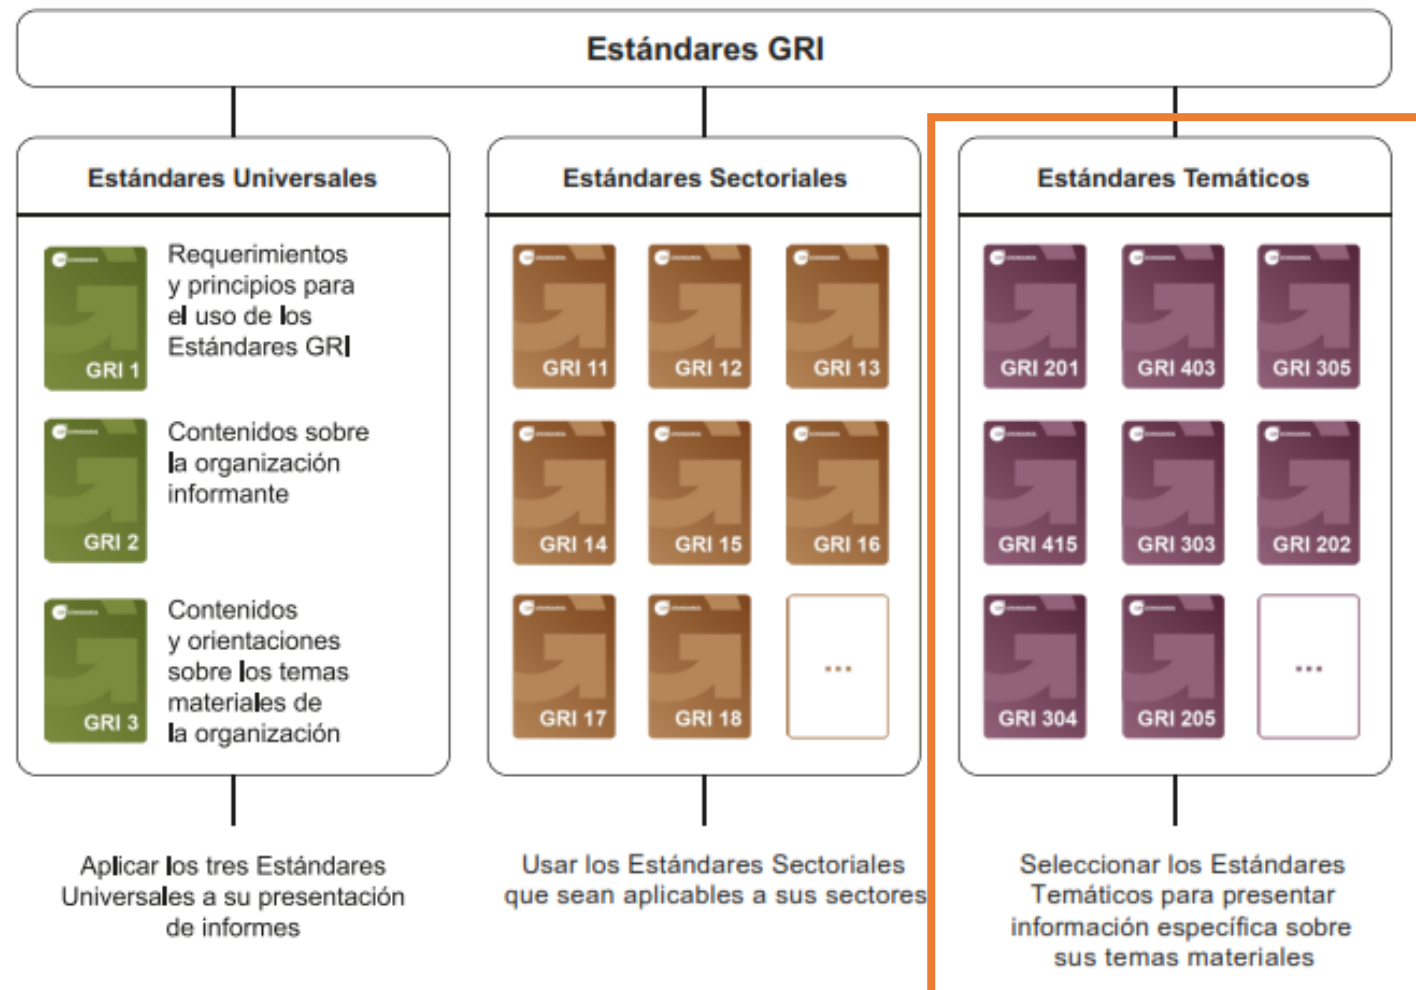 Estándares GRI
Estándares Universales
GRI 1
Requerimientos
y principios para
el uso de los
Estándares GRI
GRI 2
Contenidos sobre
la organización
informante
GRI 3
Contenidos
y orientaciones
sobre los temas
materiales de
la organización
Aplicar los tres Estándares
Universales a su presentación
de informes
Estándares Sectoriales
GRI 11 GRI 12 GRI 13
GRI 14 GRI 15 GRI 16
GRI 17 GRI 18 ...
Usar los Estándares Sectoriales
que sean aplicables a sus sectores
Estándares Temáticos
GRI 201 GRI 403 GRI 305
GRI 415 GRI 303 GRI 202
GRI 304 GRI 205 ...
Seleccionar los Estándares
Temáticos para presentar
información específica sobre
sus temas materiales